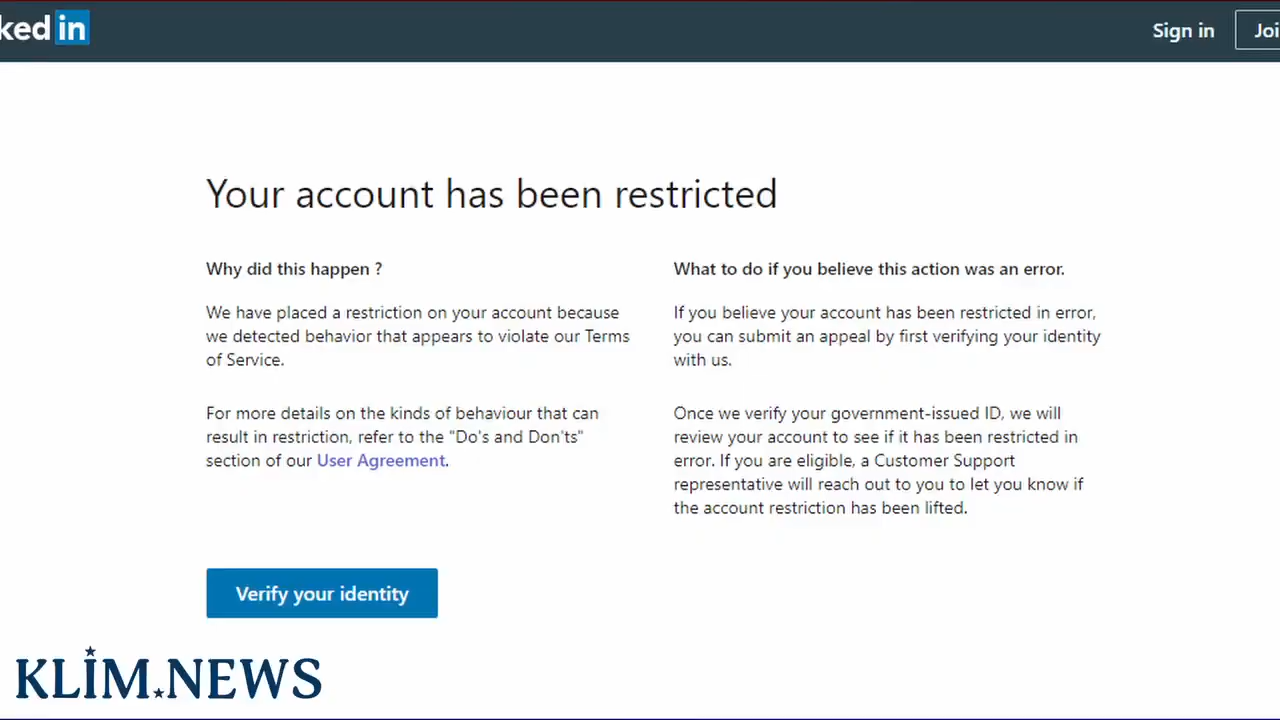 ked in
Sign in
Joi
Your account has been restricted
Why did this happen ?
We have placed a restriction on your account because
we detected behavior that appears to violate our Terms
of Service.
For more details on the kinds of behaviour that can
result in restriction, refer to the "Do's and Don'ts"
section of our User Agreement.
What to do if you believe this action was an error.
If you believe your account has been restricted in error,
you can submit an appeal by first verifying your identity
with us.
Once we verify your government-issued ID, we will
review your account to see if it has been restricted in
error. If you are eligible, a Customer Support
representative will reach out to you to let you know if
the account restriction has been lifted.
Verify your identity
KLIM.NEWS